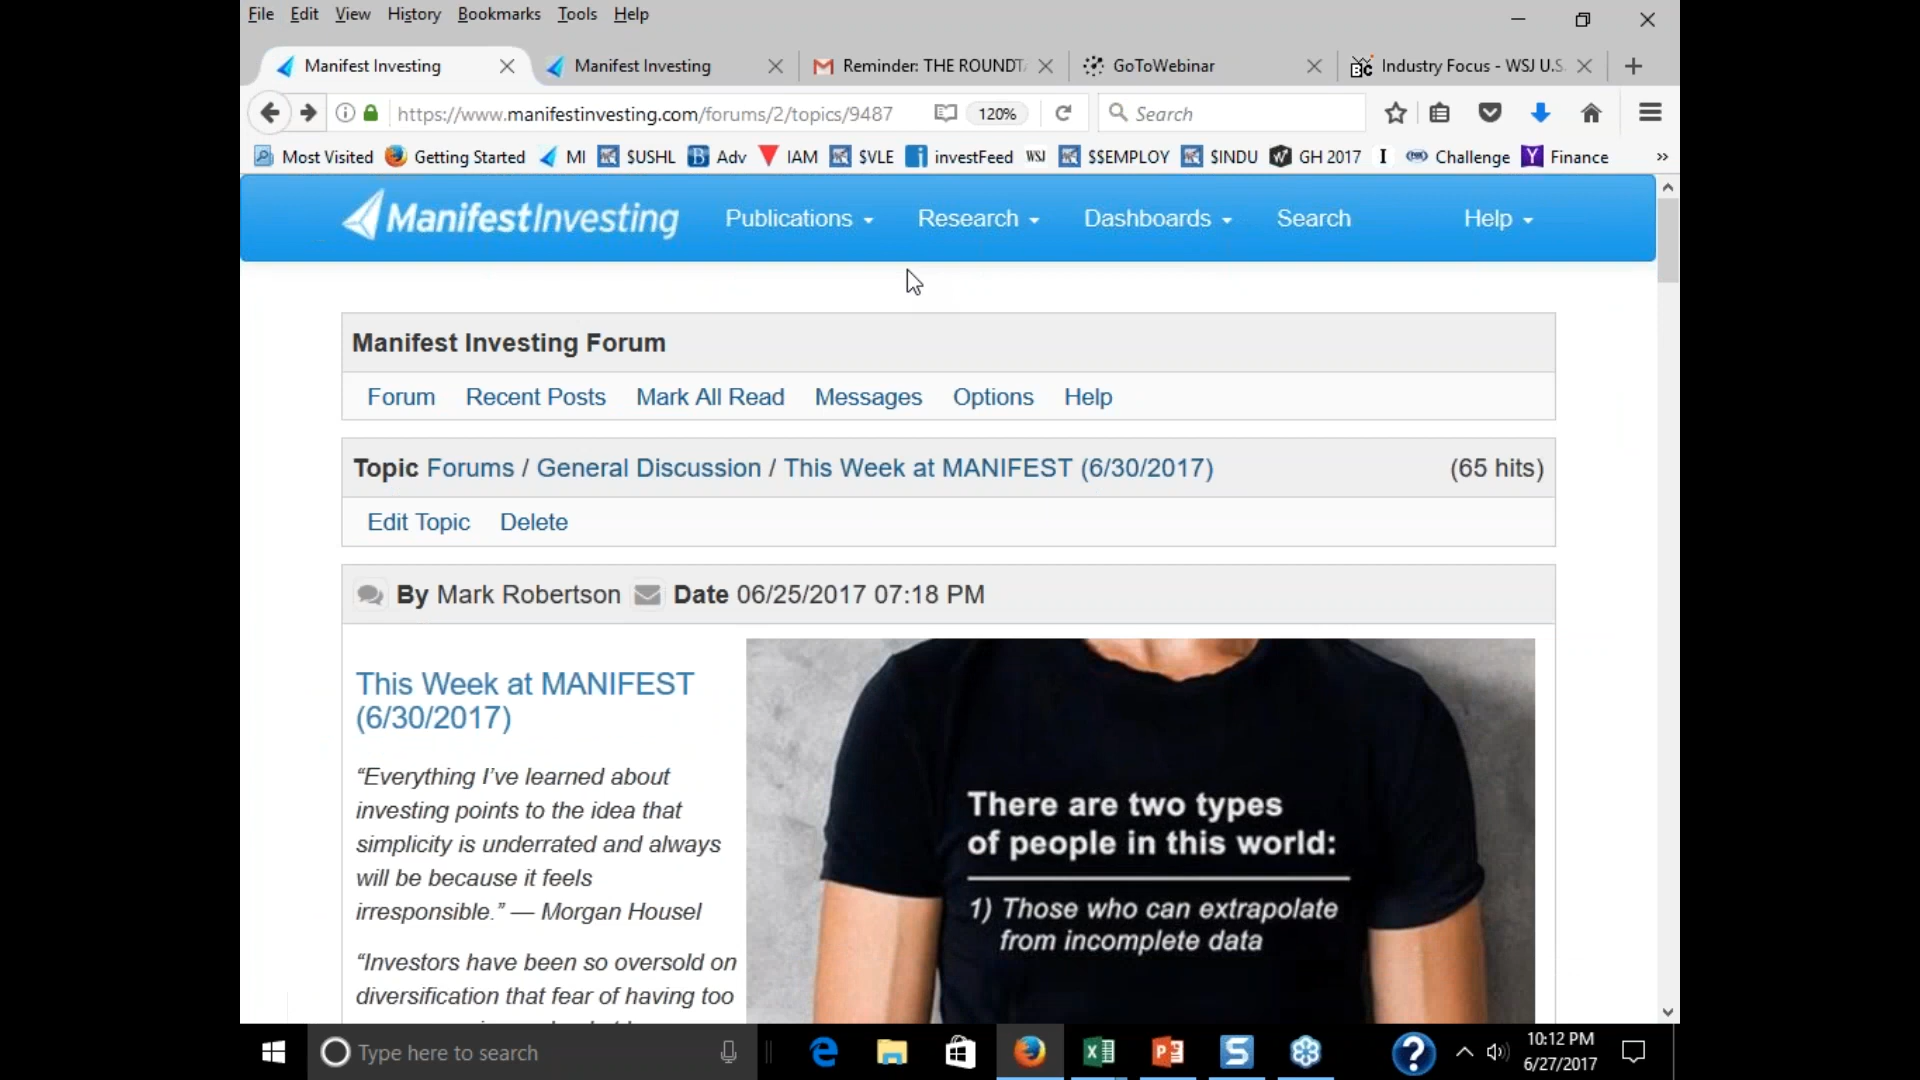 File Edit View History Bookmarks Tools Help
Manifest Investing
Manifest Investing
Reminder: THE ROUNDT
GoToWebinar
Industry Focus - WSJ U.S.
https://www.manifestinvesting.com/forums/2/topics/9487
120%
Search
Most Visited Getting Started MI $USHL Adv IAM $VLE investFeed WSJ $$EMPLOY $INDU GH 2017 I Challenge Finance »
ManifestInvesting Publications Research Dashboards Search Help
Manifest Investing Forum
Forum Recent Posts Mark All Read Messages Options Help
Topic Forums / General Discussion / This Week at MANIFEST (6/30/2017) (65 hits)
Edit Topic Delete
By Mark Robertson Date 06/25/2017 07:18 PM
This Week at MANIFEST
(6/30/2017)
“Everything I’ve learned about
investing points to the idea that
simplicity is underrated and always
will be because it feels
irresponsible.” — Morgan Housel
“Investors have been so oversold on
diversification that fear of having too
There are two types
of people in this world:
1) Those who can extrapolate
from incomplete data
Type here to search
10:12 PM
6/27/2017